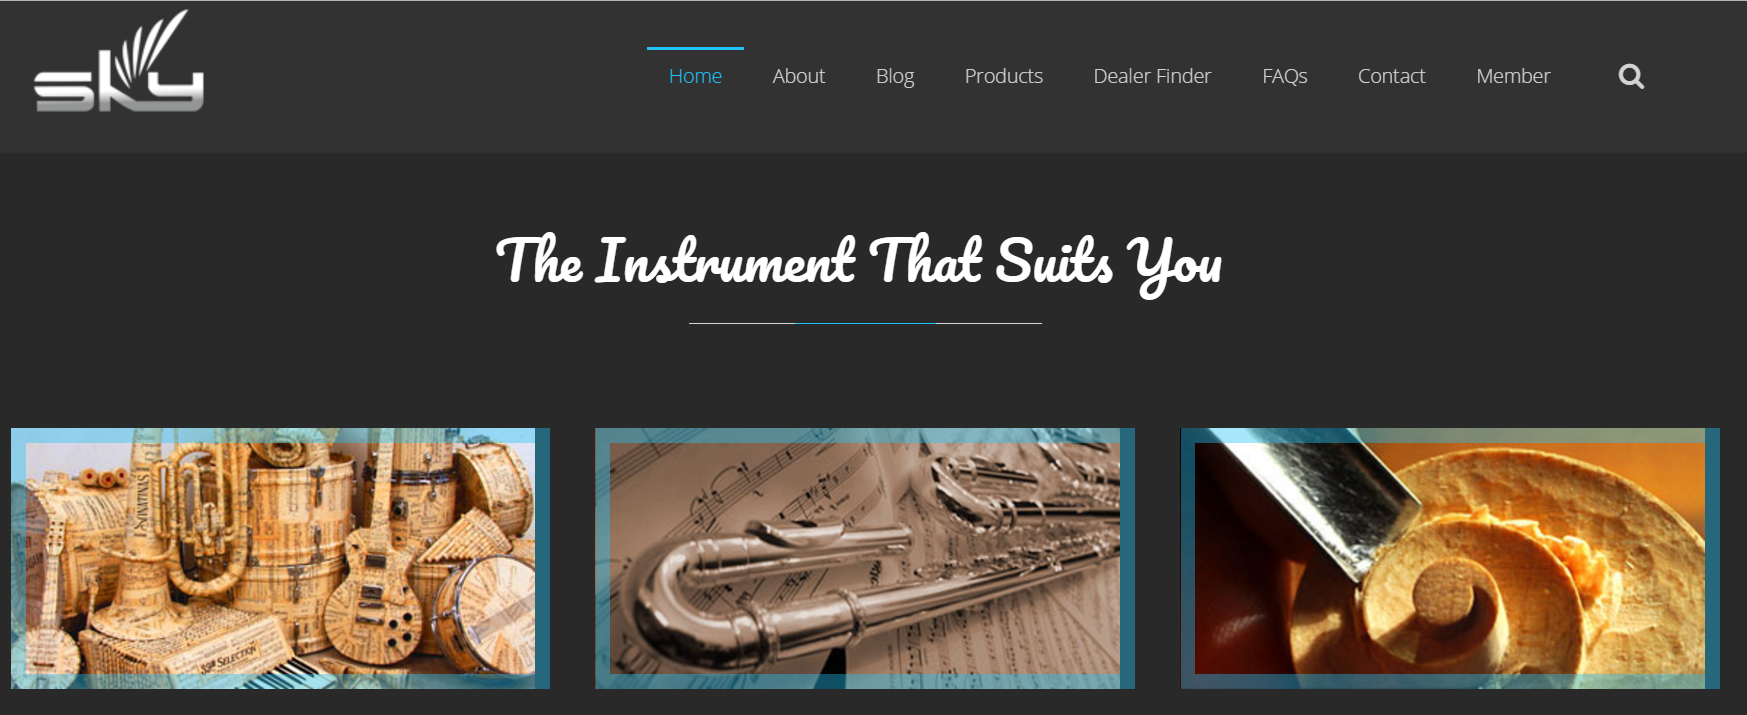 sky
Home About Blog Products Dealer Finder FAQs Contact Member
The Instrument That Suits You